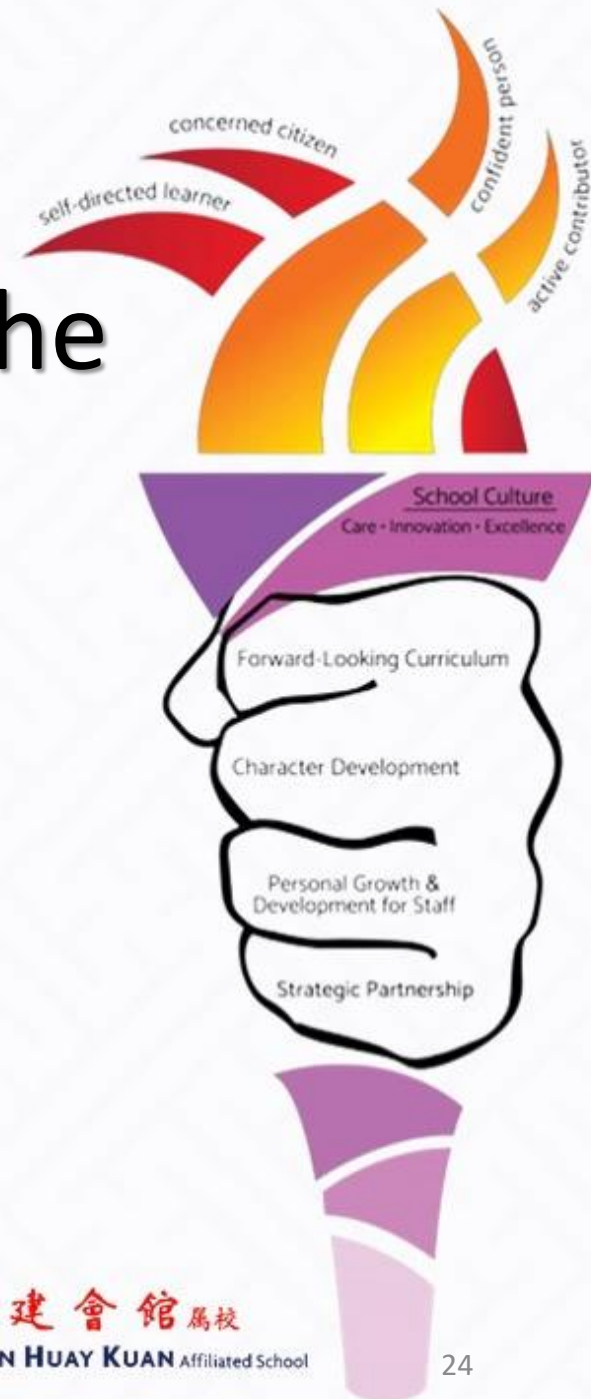 concerned citizen
self-directed learner
confident person
active contributor
he
School Culture
Care • Innovation • Excellence
Forward-Looking Curriculum
Character Development
Personal Growth &
Development for Staff
Strategic Partnership
建會館属校
N HUAY KUAN Affiliated School
24